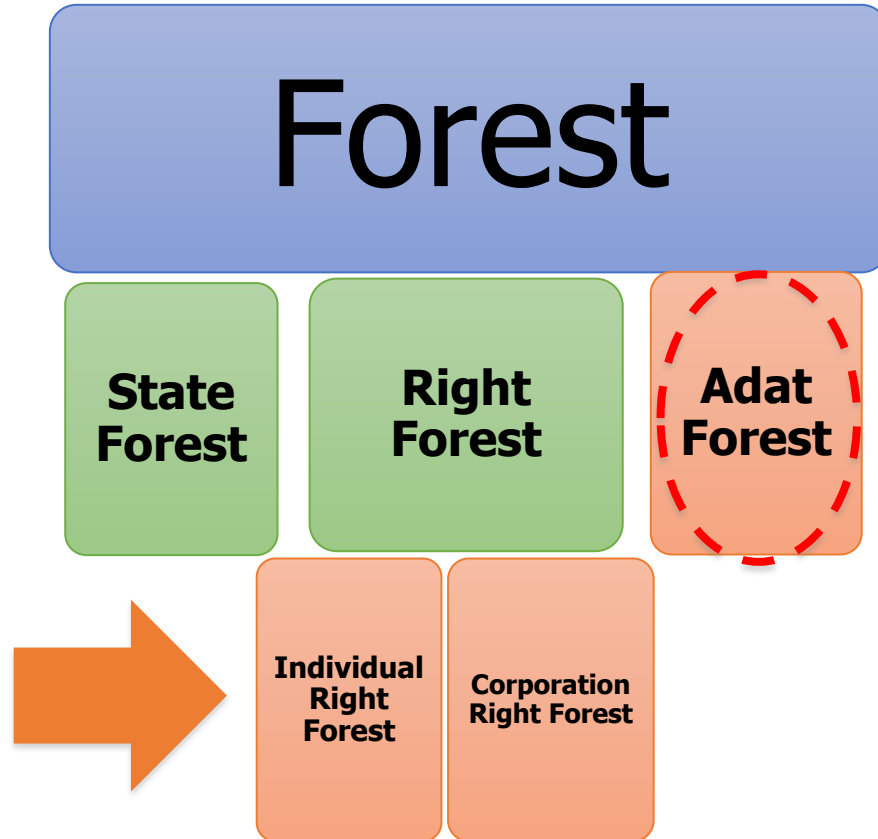 Forest
State
Forest
Right
Forest
Adat
Forest
Individual
Right
Forest
Corporation
Right Forest